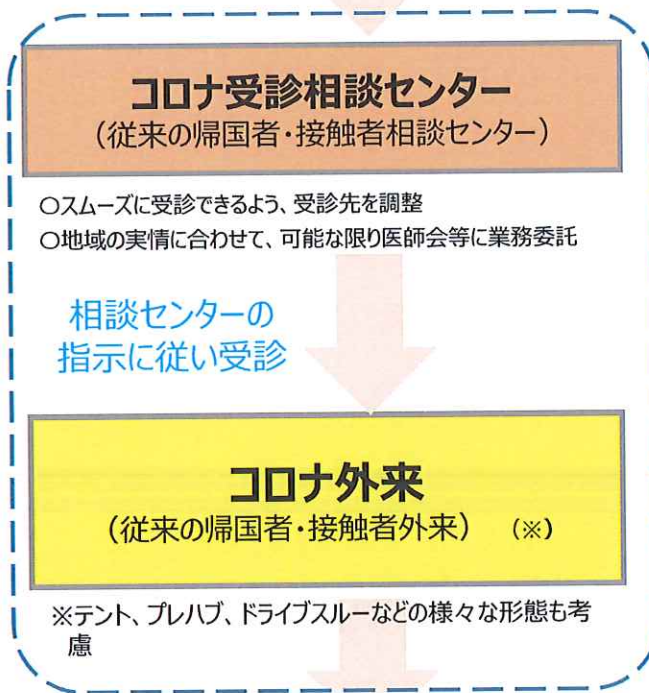 コロナ受診相談センター
（従来の帰国者・接触者相談センター）
○スムーズに受診できるよう、受診先を調整
○地域の実情に合わせて、可能な限り医師会等に業務委託
相談センターの
指示に従い受診
コロナ外来
（従来の帰国者・接触者外来）　（※）
※テント、プレハブ、ドライブスルーなどの様々な形態も考
慮